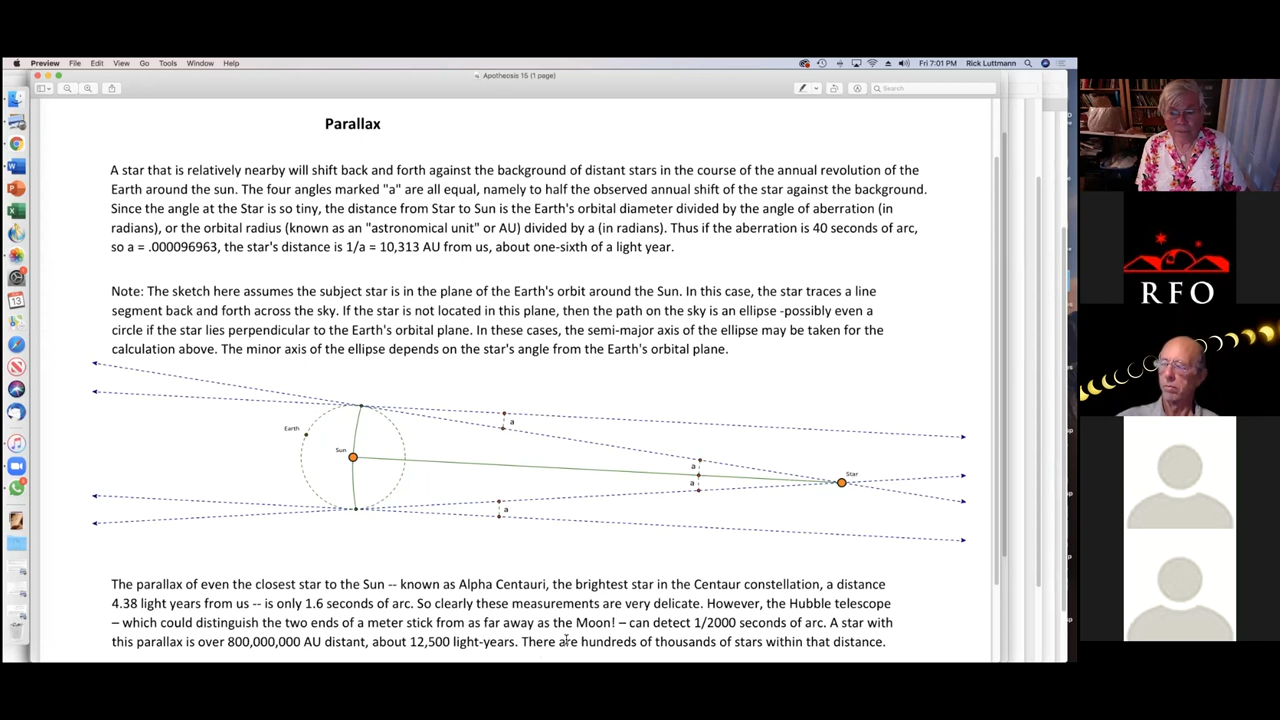 Preview File Edit View Go Tools Window Help Fri 7:01 PM Rick Luttmann
Apotheosis 15 (1 page)
Search
Parallax
A star that is relatively nearby will shift back and forth against the background of distant stars in the course of the annual revolution of the
Earth around the sun. The four angles marked "a" are all equal, namely to half the observed annual shift of the star against the background.
Since the angle at the Star is so tiny, the distance from Star to Sun is the Earth's orbital diameter divided by the angle of aberration (in
radians), or the orbital radius (known as an "astronomical unit" or AU) divided by a (in radians). Thus if the aberration is 40 seconds of arc,
so a = .000096963, the star's distance is 1/a = 10,313 AU from us, about one-sixth of a light year.
Note: The sketch here assumes the subject star is in the plane of the Earth's orbit around the Sun. In this case, the star traces a line
segment back and forth across the sky. If the star is not located in this plane, then the path on the sky is an ellipse -possibly even a
circle if the star lies perpendicular to the Earth's orbital plane. In these cases, the semi-major axis of the ellipse may be taken for the
calculation above. The minor axis of the ellipse depends on the star's angle from the Earth's orbital plane.
a
Earth
Sun
a
Star
a
a
The parallax of even the closest star to the Sun -- known as Alpha Centauri, the brightest star in the Centaur constellation, a distance
4.38 light years from us -- is only 1.6 seconds of arc. So clearly these measurements are very delicate. However, the Hubble telescope
– which could distinguish the two ends of a meter stick from as far away as the Moon! – can detect 1/2000 seconds of arc. A star with
this parallax is over 800,000,000 AU distant, about 12,500 light-years. There are hundreds of thousands of stars within that distance.
RFO
13